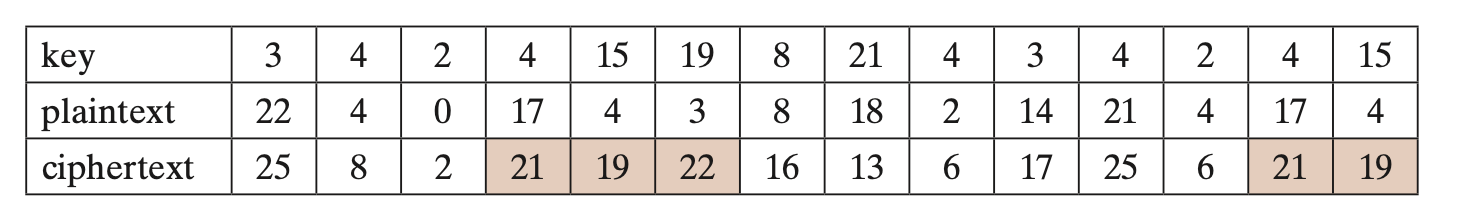 key 3 4 2 4 15 19 8 21 4 3 4 2 4 15
plaintext 22 4 0 17 4 3 8 18 2 14 21 4 17 4
ciphertext 25 8 2 21 19 22 16 13 6 17 25 6 21 19